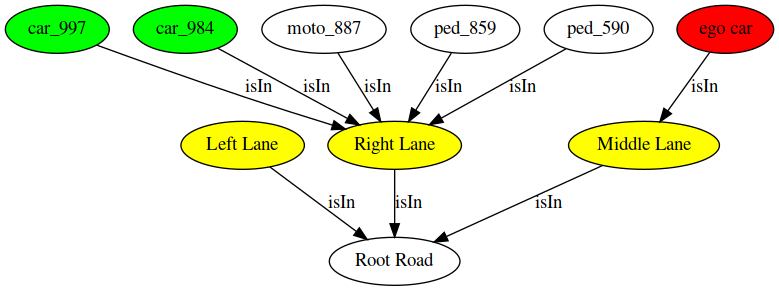 car_997
car_984
moto_887
ped_859
ped_590
ego car
isIn
isIn
isIn
isIn
isIn
isIn
Left Lane
Right Lane
Middle Lane
isIn
isIn
isIn
Root Road